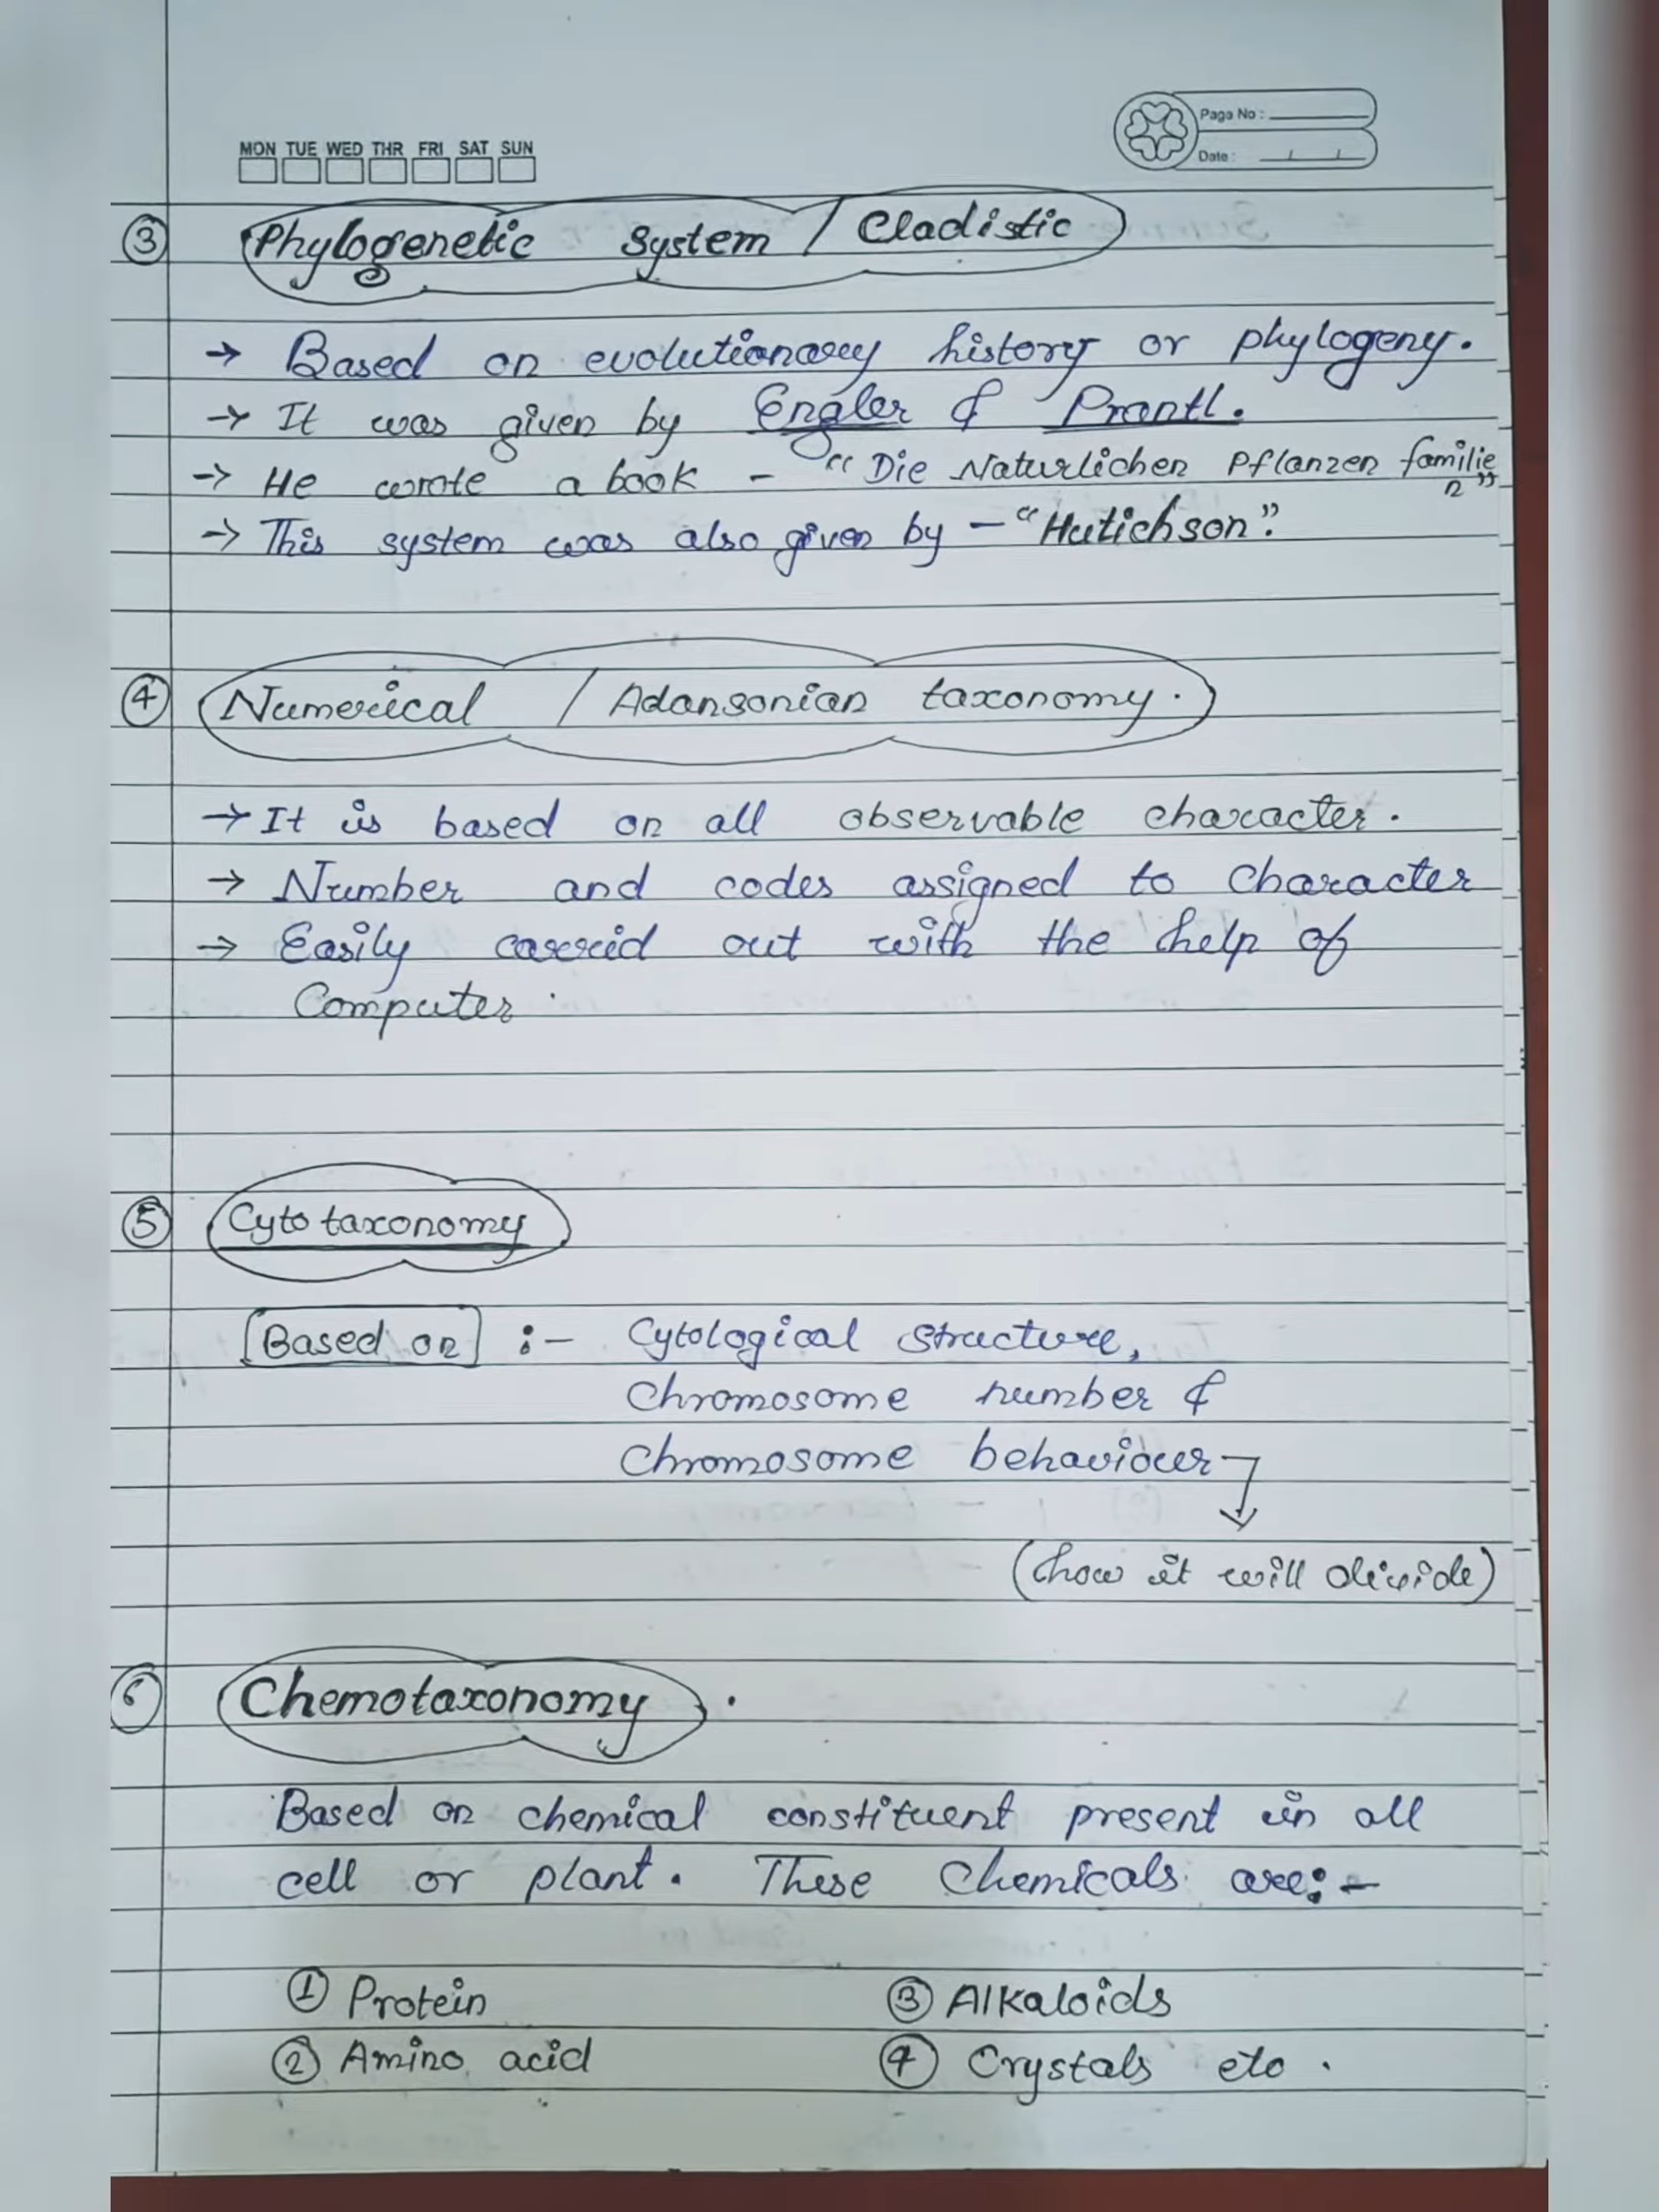 MON TUE WED THR FRI SAT SUN
Page No :
Date :
③ Phylogenetic system / Cladistic
→ Based on evolutionary history or phylogeny.
→ It was given by Engler & Prantl.
→ He wrote a book - "Die Naturlichen Pflanzen familie
n"
→ This system was also given by - "Hutichson".
④ Numerical / Adansonian taxonomy.
→ It is based on all observable character.
→ Number and codes assigned to character
→ Easily carrid out with the help of
Computer.
⑤ Cyto taxonomy
Based on :- Cytological structure,
Chromosome number &
chromosome behaviour
(how it will divide)
⑥ Chemotaxonomy.
Based on chemical constituent present in all
cell or plant. These Chemicals are:-
① Protein ③ Alkaloids
② Amino acid ④ Crystals etc.